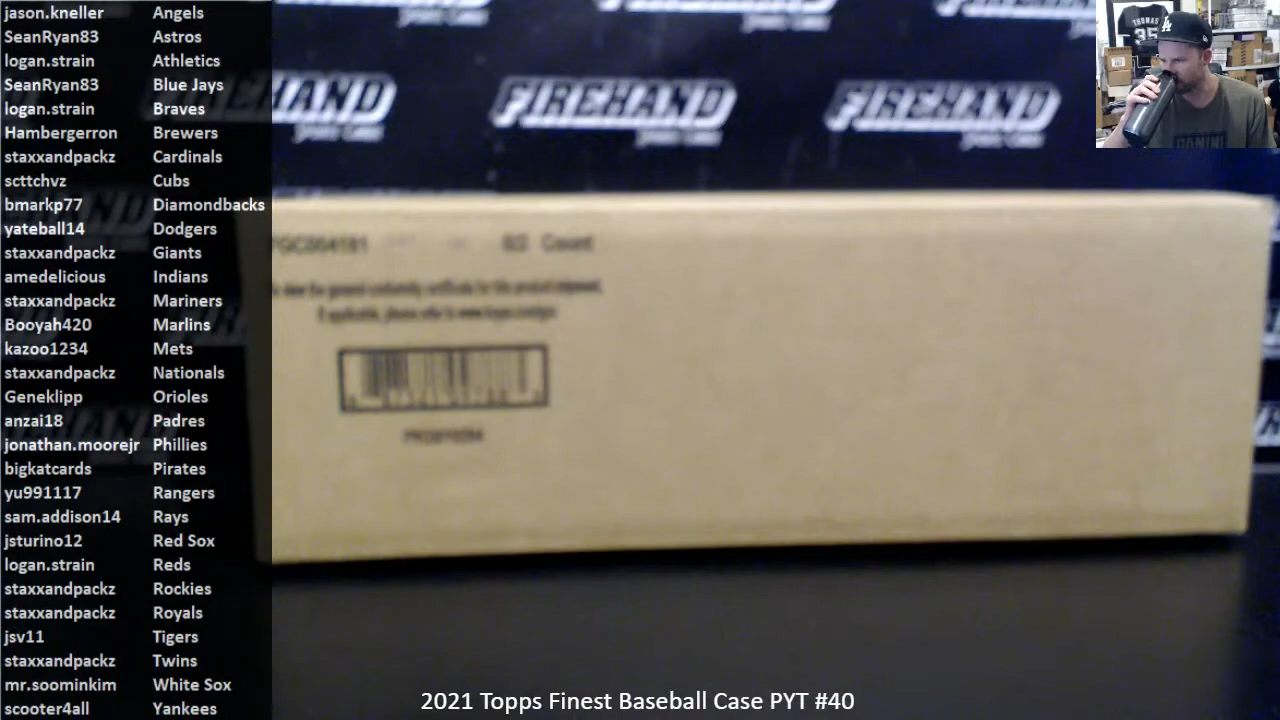 jason.kneller Angels
SeanRyan83 Astros
logan.strain Athletics
SeanRyan83 Blue Jays
logan.strain Braves
Hambergerron Brewers
staxxandpackz Cardinals
scttchvz Cubs
bmarkp77 Diamondbacks
yateball14 Dodgers
staxxandpackz Giants
amedelicious Indians
staxxandpackz Mariners
Booyah420 Marlins
kazoo1234 Mets
staxxandpackz Nationals
Geneklipp Orioles
anzai18 Padres
jonathan.moorejr Phillies
bigkatcards Pirates
yu991117 Rangers
sam.addison14 Rays
jsturino12 Red Sox
logan.strain Reds
staxxandpackz Rockies
staxxandpackz Royals
jsv11 Tigers
staxxandpackz Twins
mr.soominkim White Sox
scooter4all Yankees
FIREHAND
FIREHAND
THOMAS
35
PANINI
Count
2021 Topps Finest Baseball Case PYT #40